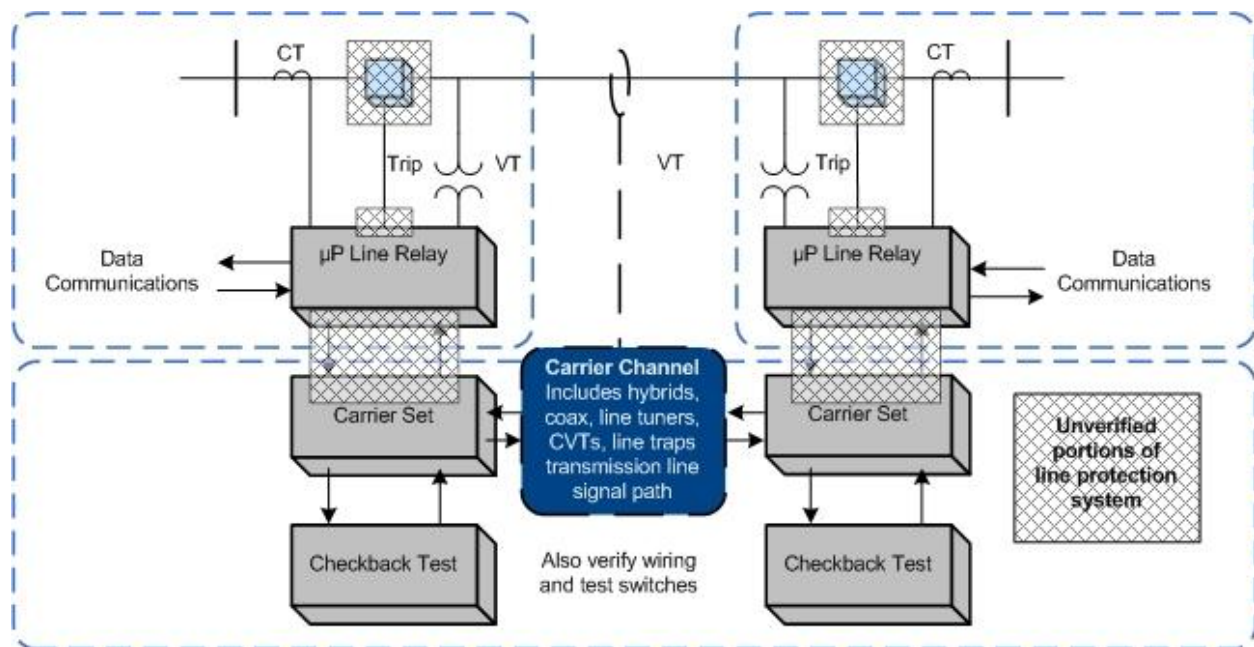 CT
CT
Trip
VT
VT
Trip
µP Line Relay
µP Line Relay
Data
Communications
Data
Communications
Carrier Channel
Includes hybrids,
coax, line tuners,
CVTs, line traps
transmission line
signal path
Carrier Set
Carrier Set
Unverified
portions of
line protection
system
Checkback Test
Also verify wiring
and test switches
Checkback Test